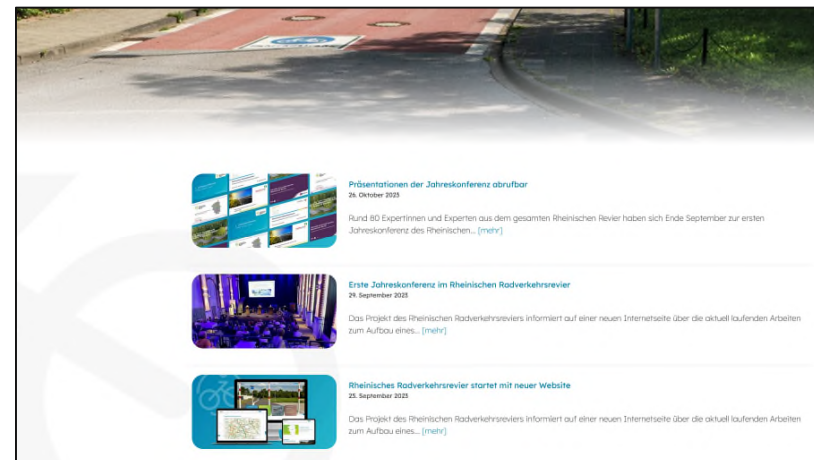 Präsentationen der Jahreskonferenz abrufbar
26. Oktober 2023
Rund 80 Expertinnen und Experten aus dem gesamten Rheinischen Revier haben sich Ende September zur ersten
Jahreskonferenz des Rheinischen... [mehr]
Erste Jahreskonferenz im Rheinischen Radverkehrsrevier
29. September 2023
Das Projekt des Rheinischen Radverkehrsreviers informiert auf einer neuen Internetseite über die aktuell laufenden Arbeiten
zum Aufbau eines... [mehr]
Rheinisches Radverkehrsrevier startet mit neuer Website
23. September 2023
Das Projekt des Rheinischen Radverkehrsreviers informiert auf einer neuen Internetseite über die aktuell laufenden Arbeiten
zum Aufbau eines... [mehr]